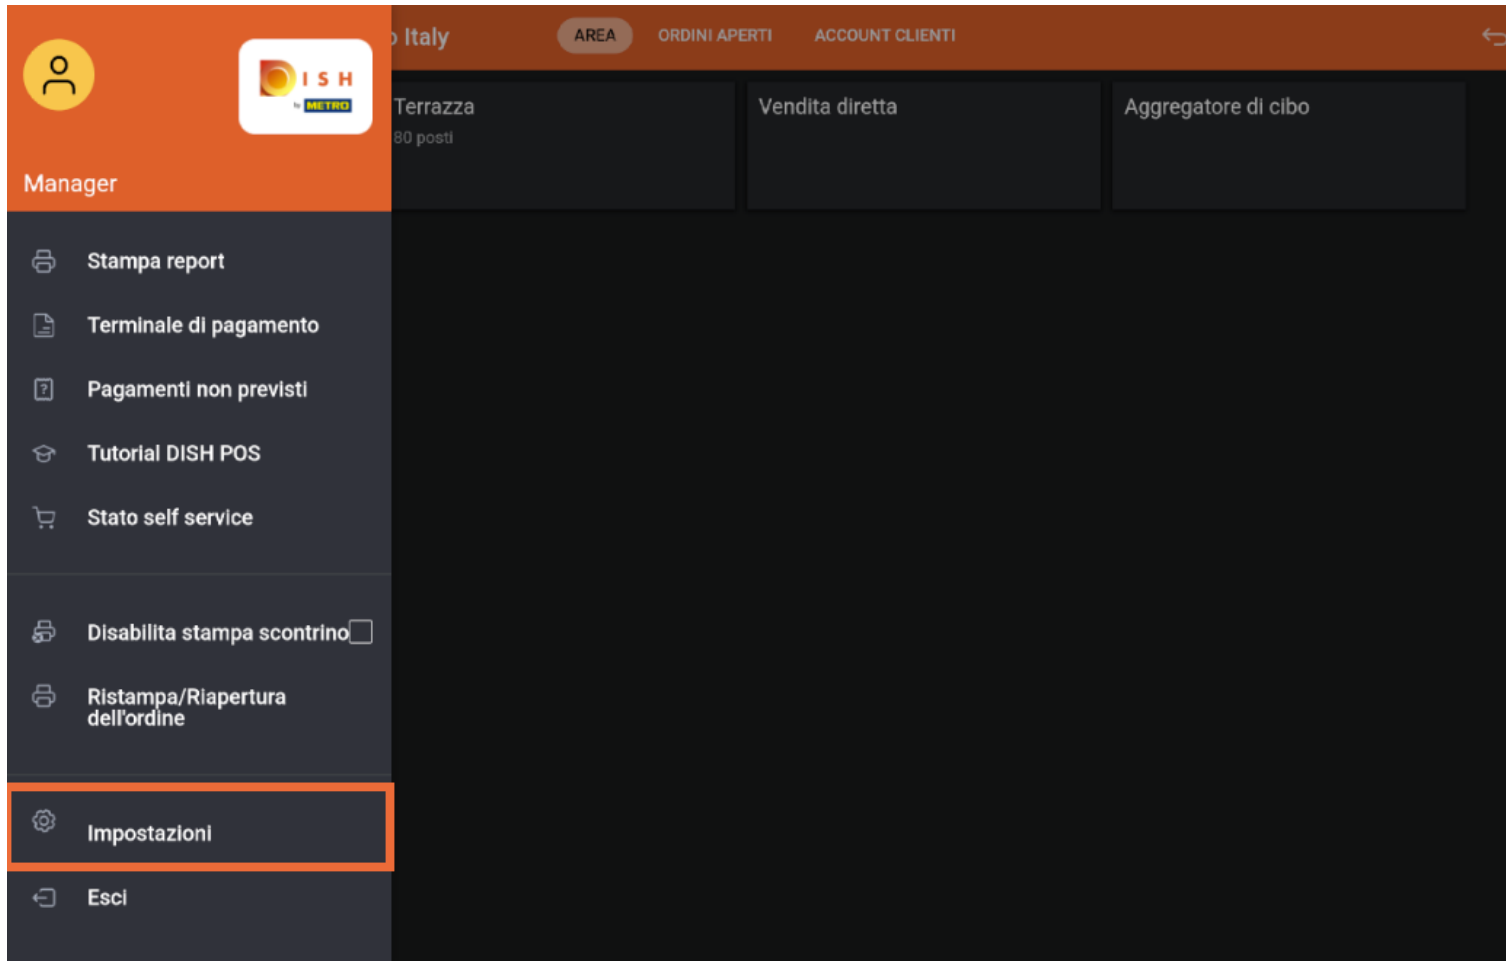 o Italy
AREA
ORDINI APERTI
ACCOUNT CLIENTI
DISH
by METRO
Manager
Terrazza
80 posti
Vendita diretta
Aggregatore di cibo
Stampa report
Terminale di pagamento
Pagamenti non previsti
Tutorial DISH POS
Stato self service
Disabilita stampa scontrino
Ristampa/Riapertura
dell'ordine
Impostazioni
Esci